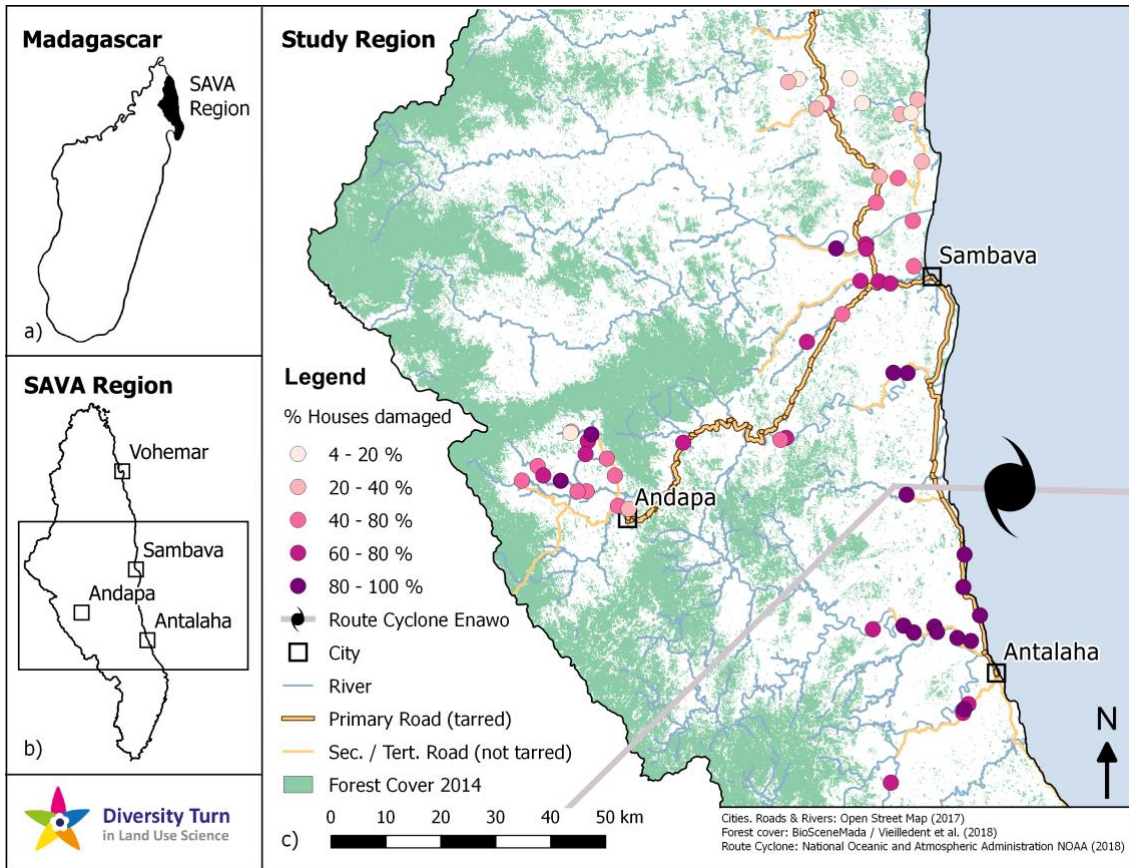 Madagascar
SAVA
Region
a)
SAVA Region
Vohemar
Sambava
Andapa
Antalaha
b)
Diversity Turn
in Land Use Science
Study Region
Sambava
Andapa
Antalaha
N
Legend
% Houses damaged
4 - 20 %
20 - 40 %
40 - 80 %
60 - 80 %
80 - 100 %
Route Cyclone Enawo
City
River
Primary Road (tarred)
Sec. / Tert. Road (not tarred)
Forest Cover 2014
c)
0 10 20 30 40 50 km
Cities. Roads & Rivers: Open Street Map (2017)
Forest cover: BioSceneMada / Vieilledent et al. (2018)
Route Cyclone: National Oceanic and Atmospheric Administration NOAA (2018)